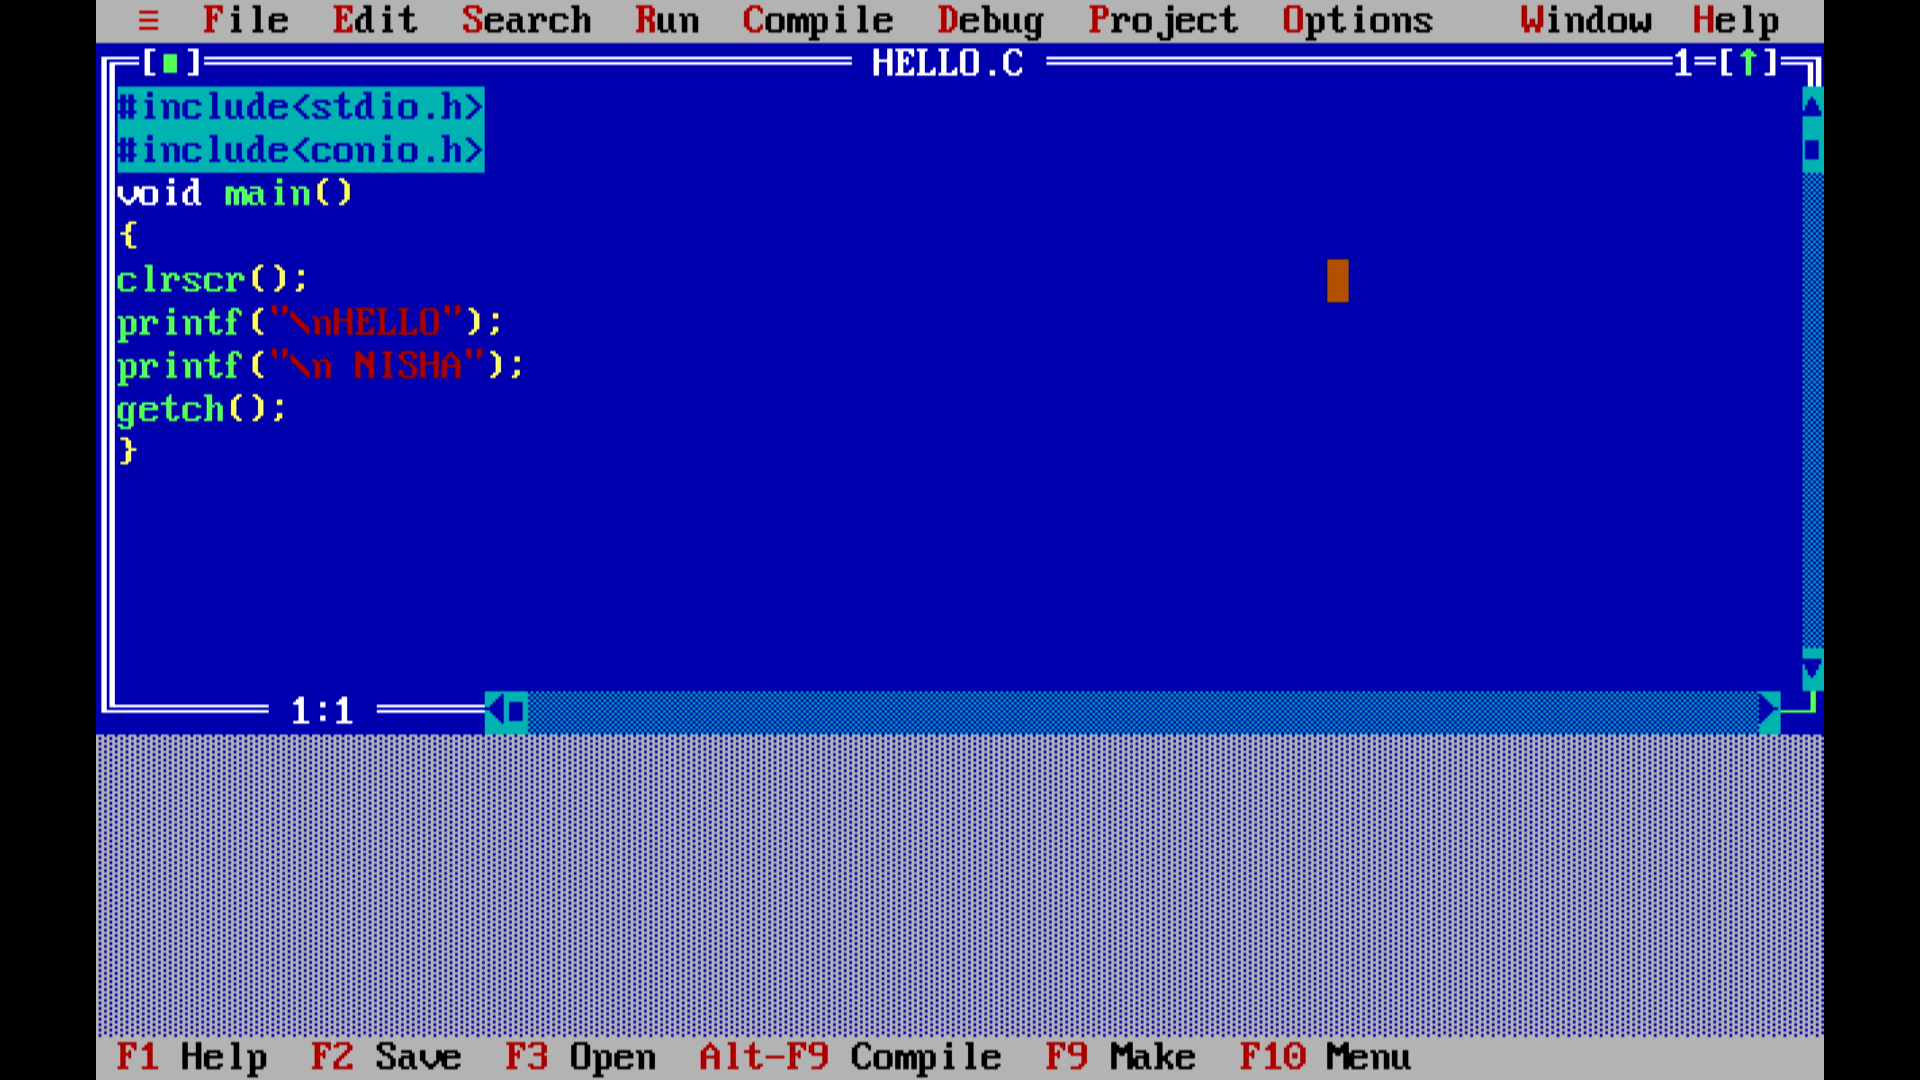 ≡ File Edit Search Run Compile Debug Project Options Window Help
[■] HELLO.C 1=[↑]
#include<stdio.h>
#include<conio.h>
void main()
{
clrscr();
printf("\nHELLO");
printf("\n NISHA");
getch();
}
1:1
F1 Help F2 Save F3 Open Alt-F9 Compile F9 Make F10 Menu